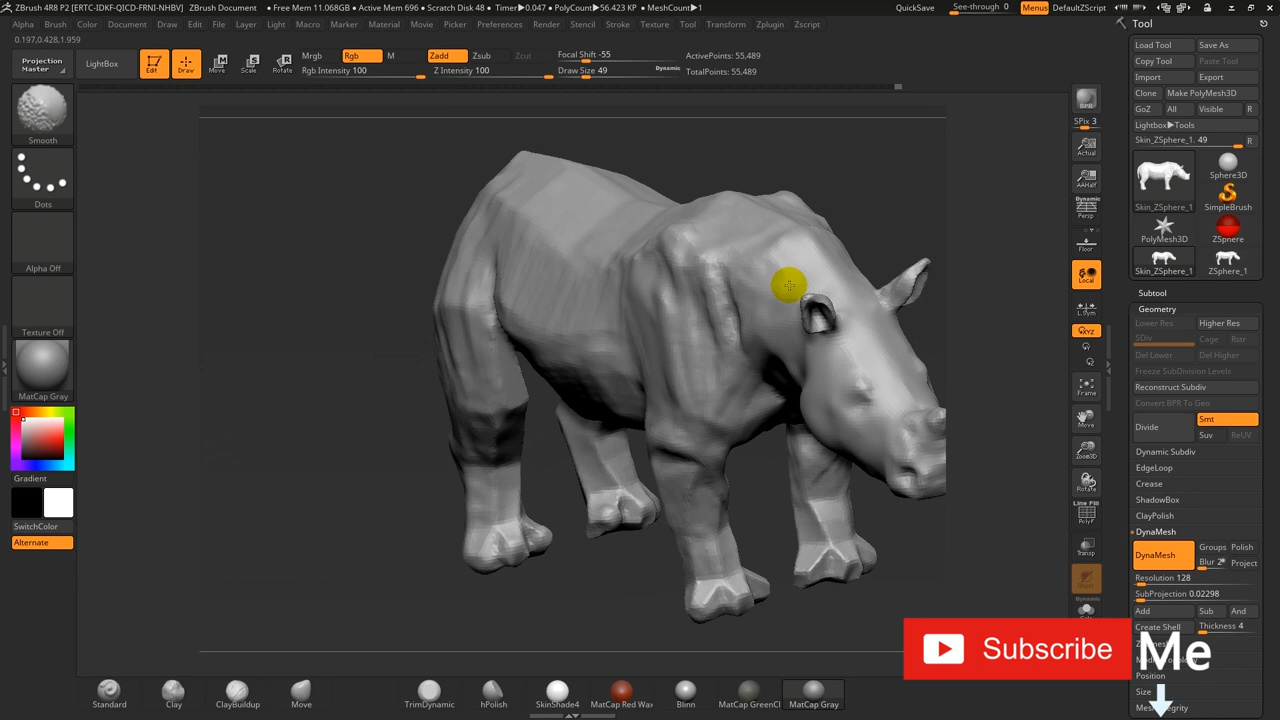 ZBrush 4R8 P2 [ERTC-IDKF-QICD-FRNI-NHBV] ZBrush Document ● Free Mem 11.068GB ● Active Mem 696 ● Scratch Disk 48 ● Timer▶0.047 ● PolyCount▶56.423 KP ● MeshCount▶1 QuickSave See-through 0 Menus DefaultZScript
Alpha Brush Color Document Draw Edit File Layer Light Macro Marker Material Movie Picker Preferences Render Stencil Stroke Texture Tool Transform Zplugin Zscript
0.197,0.428,1.959
Projection Master
LightBox
Edit Draw Move Scale Rotate
Mrgb Rgb M Zadd Zsub Zcut
Rgb Intensity 100 Z Intensity 100
Focal Shift -55
Draw Size 49 Dynamic
ActivePoints: 55,489
TotalPoints: 55,489
Smooth
Dots
Alpha Off
Texture Off
MatCap Gray
Gradient
SwitchColor
Alternate
BPR
SPix 3
Actual
AAHalf
Dynamic
Persp
Floor
Local
L.Sym
XYZ
Frame
Move
Zoom3D
Rotate
Line Fill
PolyF
Transp
Dynamic
Tool
Load Tool Save As
Copy Tool Paste Tool
Import Export
Clone Make PolyMesh3D
GoZ All Visible R
Lightbox▶Tools
Skin_ZSphere_1. 49 R
Skin_ZSphere_1 Sphere3D
SimpleBrush
PolyMesh3D ZSphere
Skin_ZSphere_1 ZSphere_1
Subtool
Geometry
Lower Res Higher Res
SDiv Cage Rstr
Del Lower Del Higher
Freeze SubDivision Levels
Reconstruct Subdiv
Convert BPR To Geo
Divide Smt
Suv ReUV
Dynamic Subdiv
EdgeLoop
Crease
ShadowBox
ClayPolish
DynaMesh
DynaMesh Groups Polish
Blur 2 Project
Resolution 128
SubProjection 0.02298
Add Sub And
Create Shell Thickness 4
Position
Size
Subscribe Me
Standard Clay ClayBuildup Move TrimDynamic hPolish SkinShade4 MatCap Red Wax Blinn MatCap GreenCl MatCap Gray